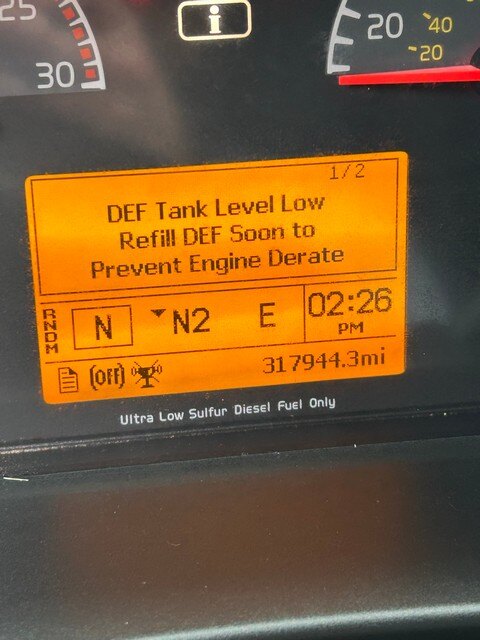 25
30
i
20
40
20
1/2
DEF Tank Level Low
Refill DEF Soon to
Prevent Engine Derate
RNDM
N
N2
E
02:26
PM
(Off)
317944.3mi
Ultra Low Sulfur Diesel Fuel Only